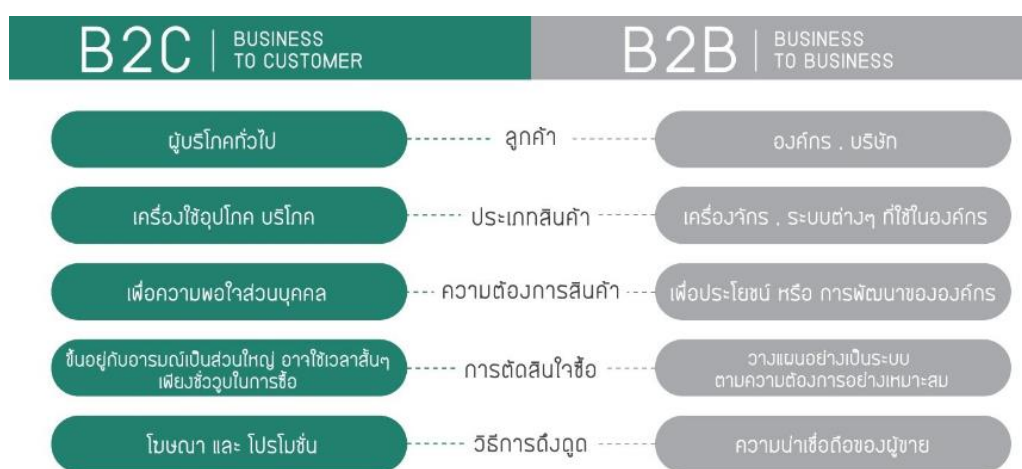 B2C | BUSINESS
TO CUSTOMER
B2B | BUSINESS
TO BUSINESS
ผู้บริโภคทั่วไป
ลูกค้า
องค์กร , บริษัท
เครื่องใช้อุปโภค บริโภค
ประเภทสินค้า
เครื่องจักร , ระบบต่างๆ ที่ใช้ในองค์กร
เพื่อความพอใจส่วนบุคคล
ความต้องการสินค้า
เพื่อประโยชน์ หรือ การพัฒนาขององค์กร
ขึ้นอยู่กับอารมณ์เป็นส่วนใหญ่ อาจใช้เวลาสั้นๆ
เพียงชั่ววูบในการซื้อ
การตัดสินใจซื้อ
วางแผนอย่างเป็นระบบ
ตามความต้องการอย่างเหมาะสม
โฆษณา และ โปรโมชั่น
วิธีการดึงดูด
ความน่าเชื่อถือของผู้ขาย